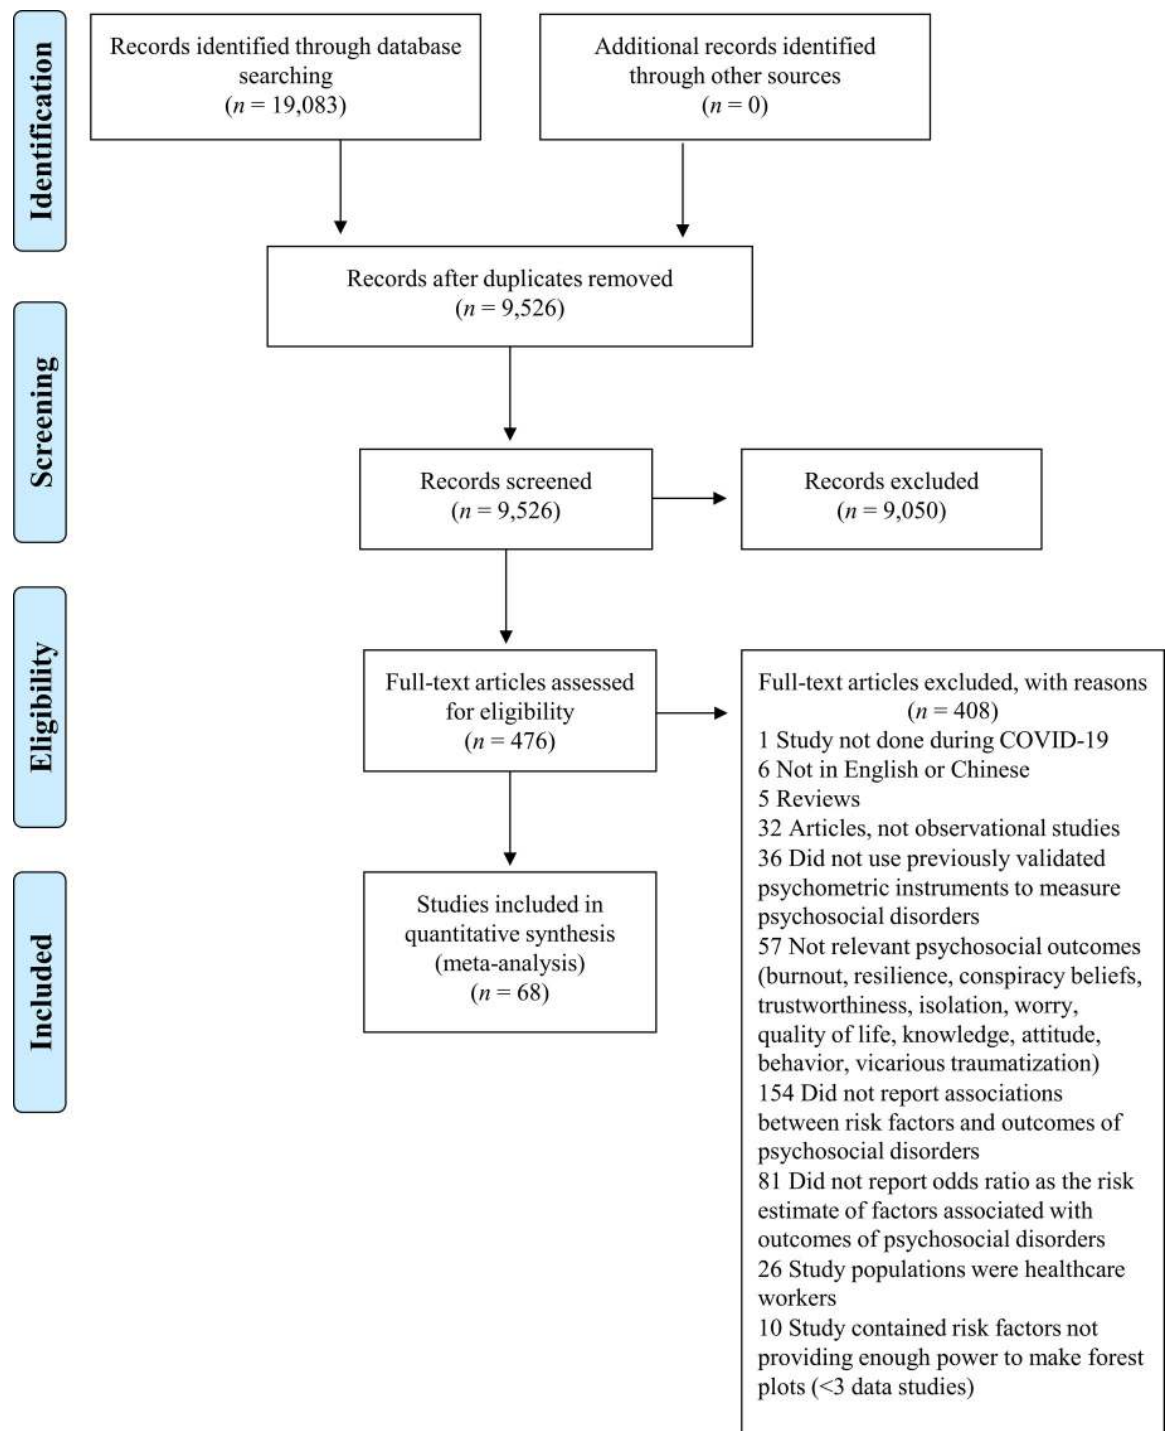 Identification
Records identified through database
searching
(n = 19,083)
Additional records identified
through other sources
(n = 0)
Records after duplicates removed
(n = 9,526)
Screening
Records screened
(n = 9,526)
Records excluded
(n = 9,050)
Eligibility
Full-text articles assessed
for eligibility
(n = 476)
Full-text articles excluded, with reasons
(n = 408)
1 Study not done during COVID-19
6 Not in English or Chinese
5 Reviews
32 Articles, not observational studies
36 Did not use previously validated
psychometric instruments to measure
psychosocial disorders
57 Not relevant psychosocial outcomes
(burnout, resilience, conspiracy beliefs,
trustworthiness, isolation, worry,
quality of life, knowledge, attitude,
behavior, vicarious traumatization)
154 Did not report associations
between risk factors and outcomes of
psychosocial disorders
81 Did not report odds ratio as the risk
estimate of factors associated with
outcomes of psychosocial disorders
26 Study populations were healthcare
workers
10 Study contained risk factors not
providing enough power to make forest
plots (<3 data studies)
Included
Studies included in
quantitative synthesis
(meta-analysis)
(n = 68)